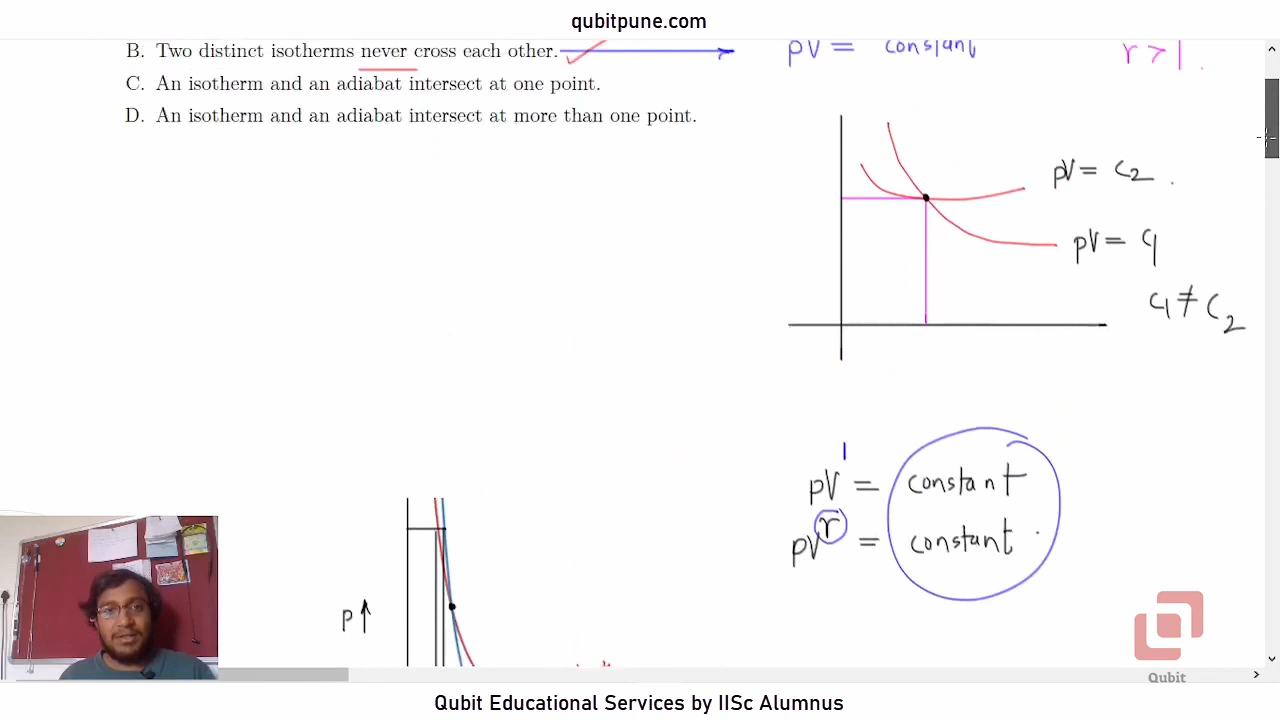 qubitpune.com
B. Two distinct isotherms never cross each other.
pV = constant
r > 1 .
C. An isotherm and an adiabat intersect at one point.
D. An isotherm and an adiabat intersect at more than one point.
pV = C2 .
pV = C1
C1 ≠ C2
pV^1 = constant
pV^r = constant .
P ↑
Qubit
Qubit Educational Services by IISc Alumnus